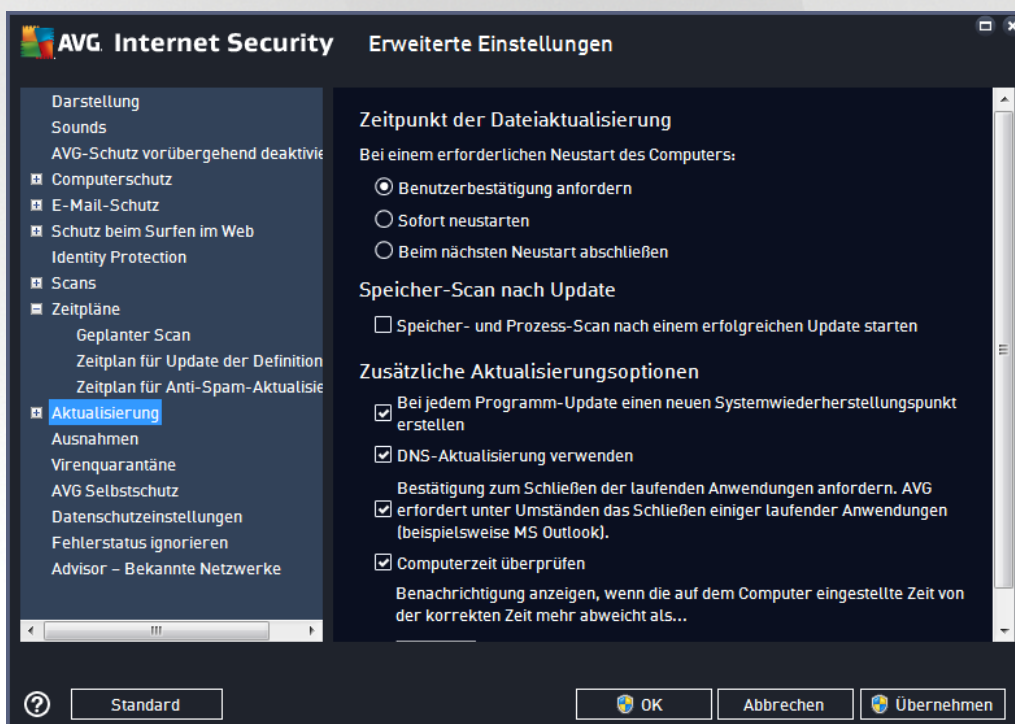 AVG. Internet Security
Erweiterte Einstellungen
Darstellung
Sounds
AVG-Schutz vorübergehend deaktivie
Computerschutz
E-Mail-Schutz
Schutz beim Surfen im Web
Identity Protection
Scans
Zeitpläne
Geplanter Scan
Zeitplan für Update der Definition
Zeitplan für Anti-Spam-Aktualisie
Aktualisierung
Ausnahmen
Virenquarantäne
AVG Selbstschutz
Datenschutzeinstellungen
Fehlerstatus ignorieren
Advisor – Bekannte Netzwerke
Zeitpunkt der Dateiaktualisierung
Bei einem erforderlichen Neustart des Computers:
Benutzerbestätigung anfordern
Sofort neustarten
Beim nächsten Neustart abschließen
Speicher-Scan nach Update
Speicher- und Prozess-Scan nach einem erfolgreichen Update starten
Zusätzliche Aktualisierungsoptionen
Bei jedem Programm-Update einen neuen Systemwiederherstellungspunkt
erstellen
DNS-Aktualisierung verwenden
Bestätigung zum Schließen der laufenden Anwendungen anfordern. AVG
erfordert unter Umständen das Schließen einiger laufender Anwendungen
(beispielsweise MS Outlook).
Computerzeit überprüfen
Benachrichtigung anzeigen, wenn die auf dem Computer eingestellte Zeit von
der korrekten Zeit mehr abweicht als...
Standard
OK
Abbrechen
Übernehmen